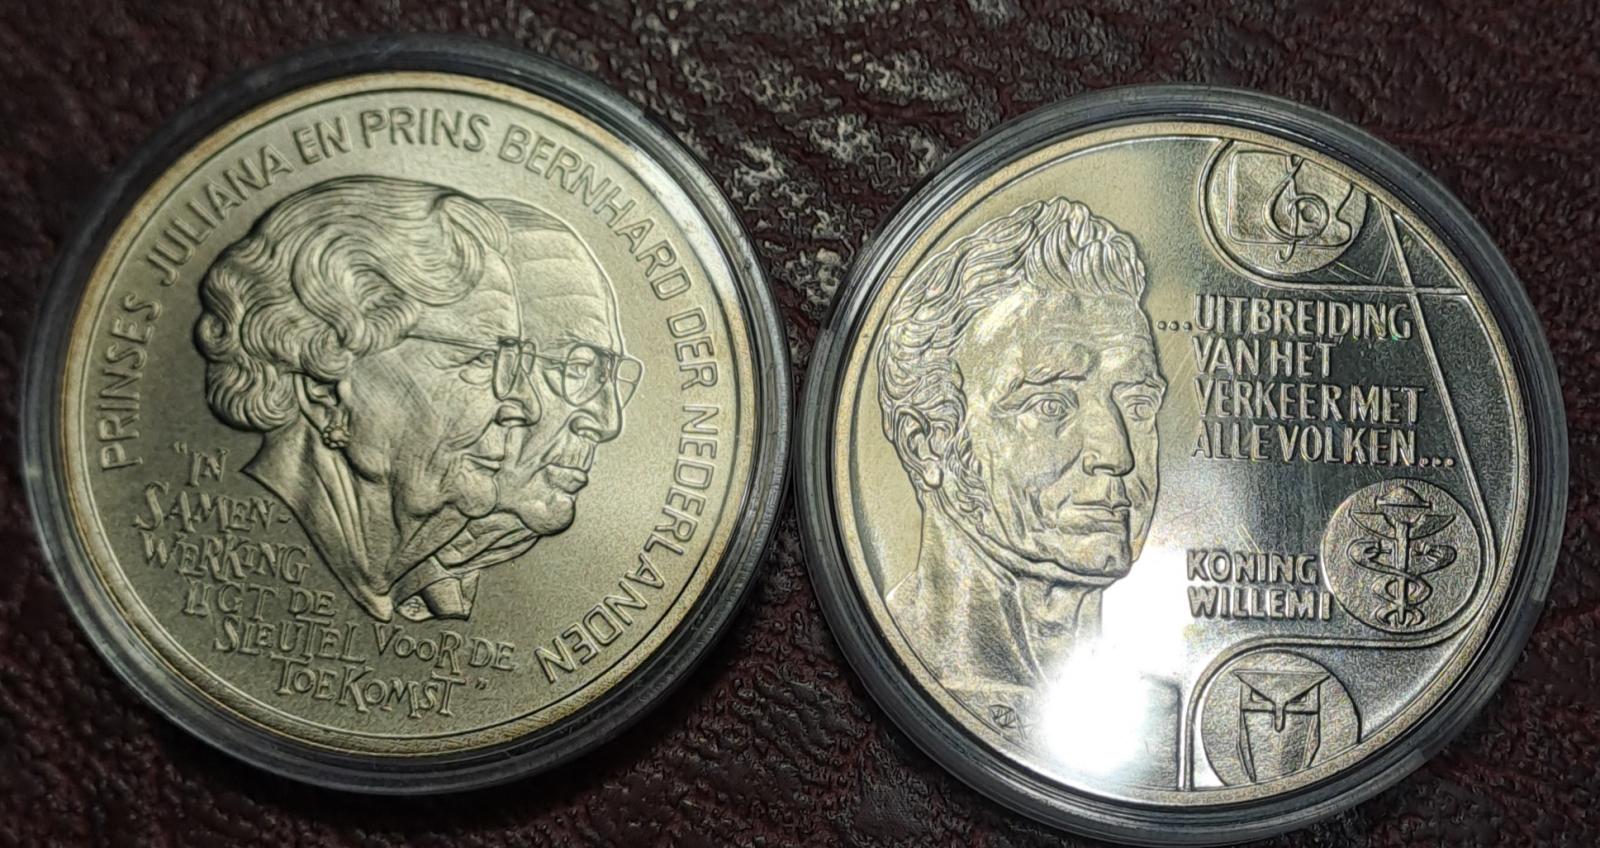 PRINSES JULIANA EN PRINS BERNHARD DER NEDERLANDEN
"IN
SAMEN-
WERKING
LIGT DE
SLEUTEL VOOR DE
TOEKOMST"
...UITBREIDING
VAN HET
VERKEER MET
ALLE VOLKEN...
KONING
WILLEM I